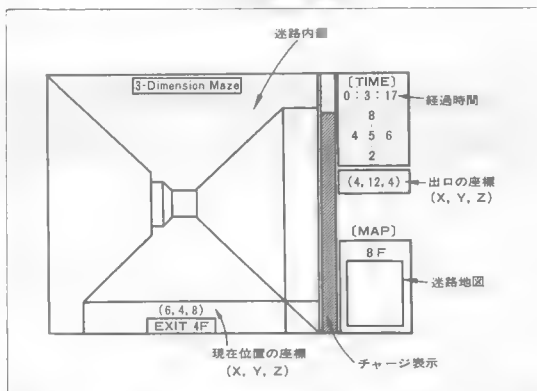 迷路内部
3-Dimension Maze
〔TIME〕
0：3：17
経過時間
8
4 5 6
2
(4, 12, 4)
出口の座標
(X, Y, Z)
〔MAP〕
8F
迷路地図
(6, 4, 8)
EXIT 4F
現在位置の座標
(X, Y, Z)
チャージ表示